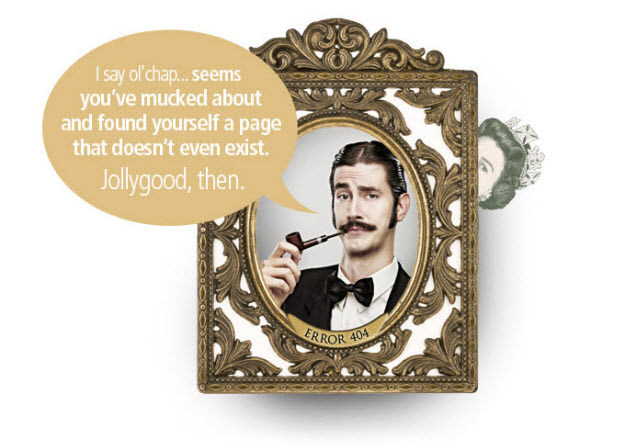 I say ol'chap... seems
you've mucked about
and found yourself a page
that doesn't even exist.
Jollygood, then.
ERROR 404